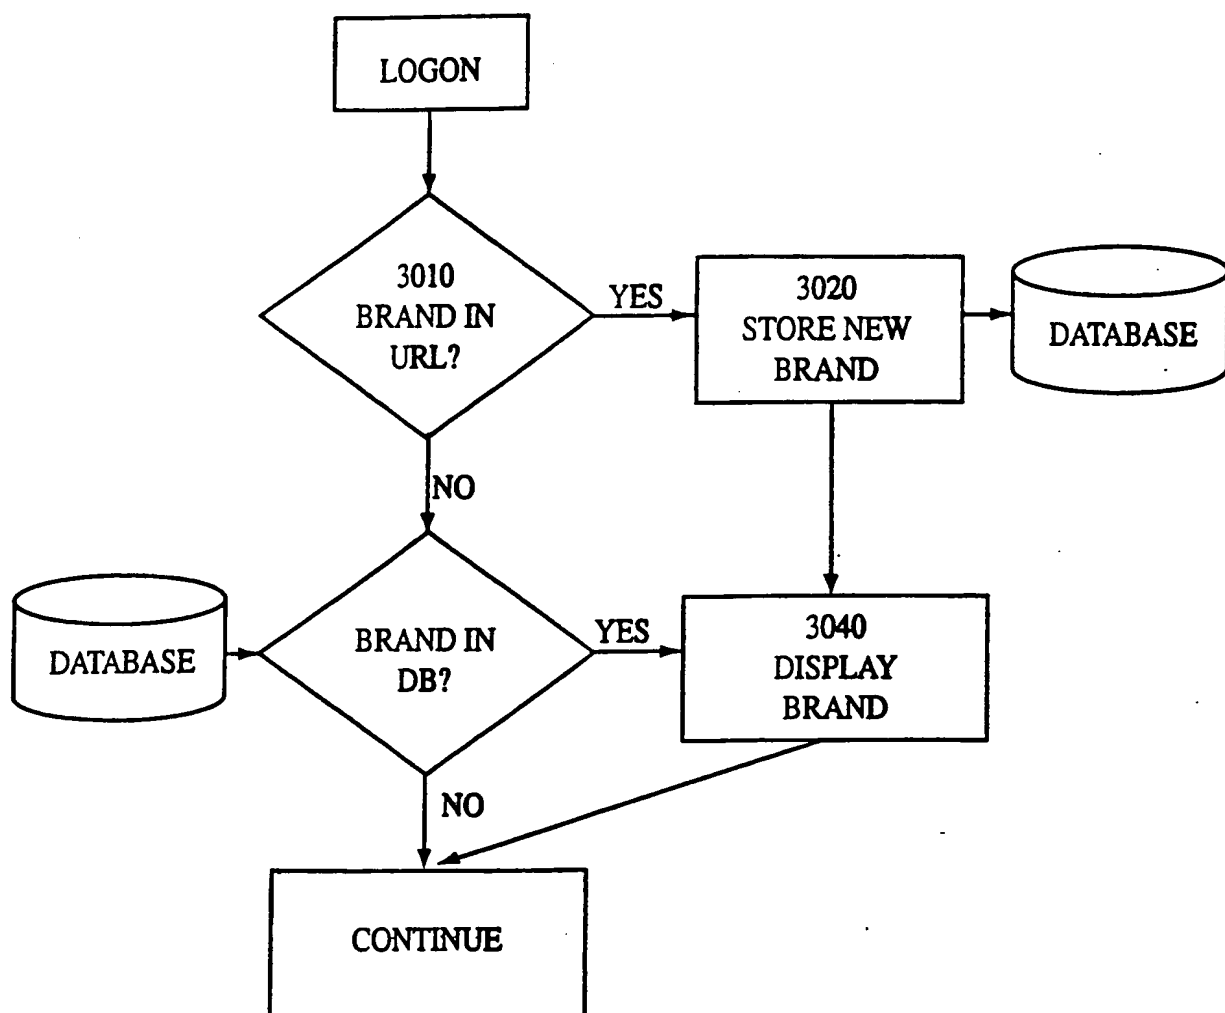 LOGON
3010
BRAND IN
URL?
YES
3020
STORE NEW
BRAND
DATABASE
NO
DATABASE
BRAND IN
DB?
YES
3040
DISPLAY
BRAND
NO
CONTINUE